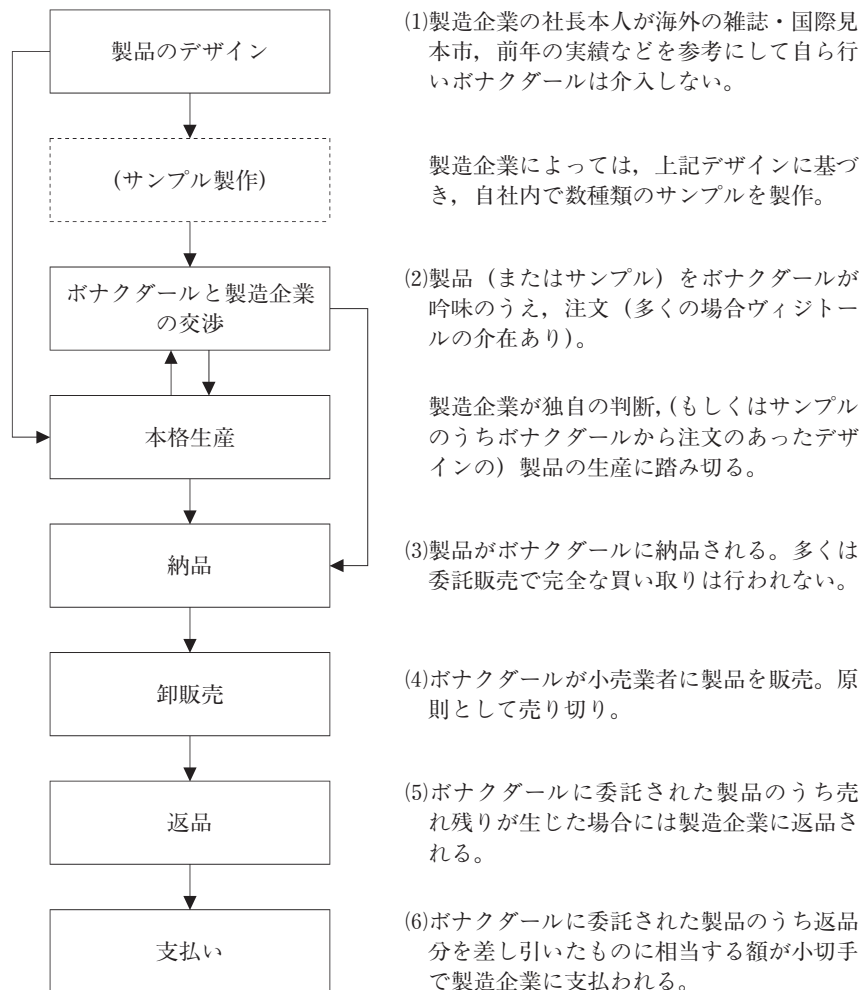 製品のデザイン
⑴製造企業の社長本人が海外の雑誌・国際見
本市，前年の実績などを参考にして自ら行
いボナクダールは介入しない。
(サンプル製作)
製造企業によっては，上記デザインに基づ
き，自社内で数種類のサンプルを製作。
ボナクダールと製造企業
の交渉
⑵製品（またはサンプル）をボナクダールが
吟味のうえ，注文（多くの場合ヴィジトー
ルの介在あり）。
本格生産
製造企業が独自の判断，(もしくはサンプル
のうちボナクダールから注文のあったデザ
インの）製品の生産に踏み切る。
納品
⑶製品がボナクダールに納品される。多くは
委託販売で完全な買い取りは行われない。
卸販売
⑷ボナクダールが小売業者に製品を販売。原
則として売り切り。
返品
⑸ボナクダールに委託された製品のうち売
れ残りが生じた場合には製造企業に返品さ
れる。
支払い
⑹ボナクダールに委託された製品のうち返品
分を差し引いたものに相当する額が小切手
で製造企業に支払われる。